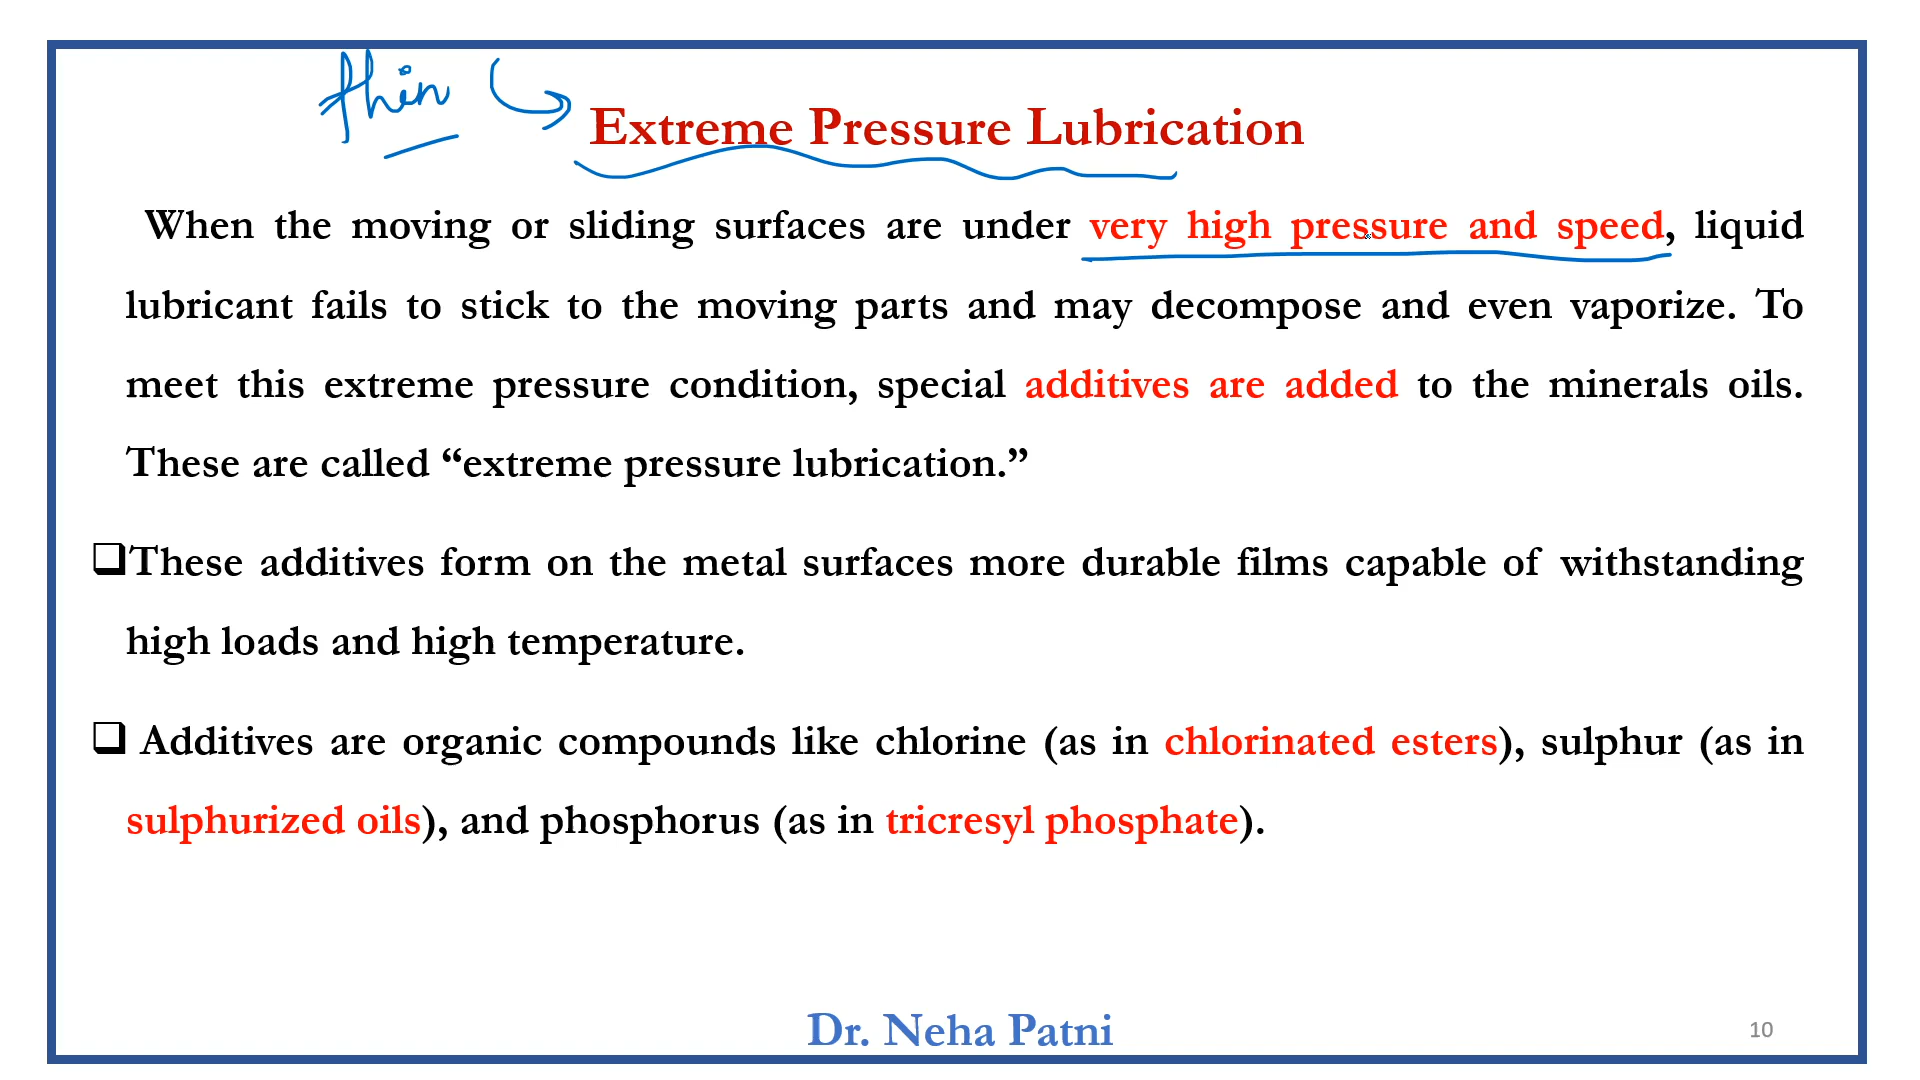 thin
Extreme Pressure Lubrication
When the moving or sliding surfaces are under very high pressure and speed, liquid
lubricant fails to stick to the moving parts and may decompose and even vaporize. To
meet this extreme pressure condition, special additives are added to the minerals oils.
These are called “extreme pressure lubrication.”
These additives form on the metal surfaces more durable films capable of withstanding
high loads and high temperature.
Additives are organic compounds like chlorine (as in chlorinated esters), sulphur (as in
sulphurized oils), and phosphorus (as in tricresyl phosphate).
Dr. Neha Patni
10